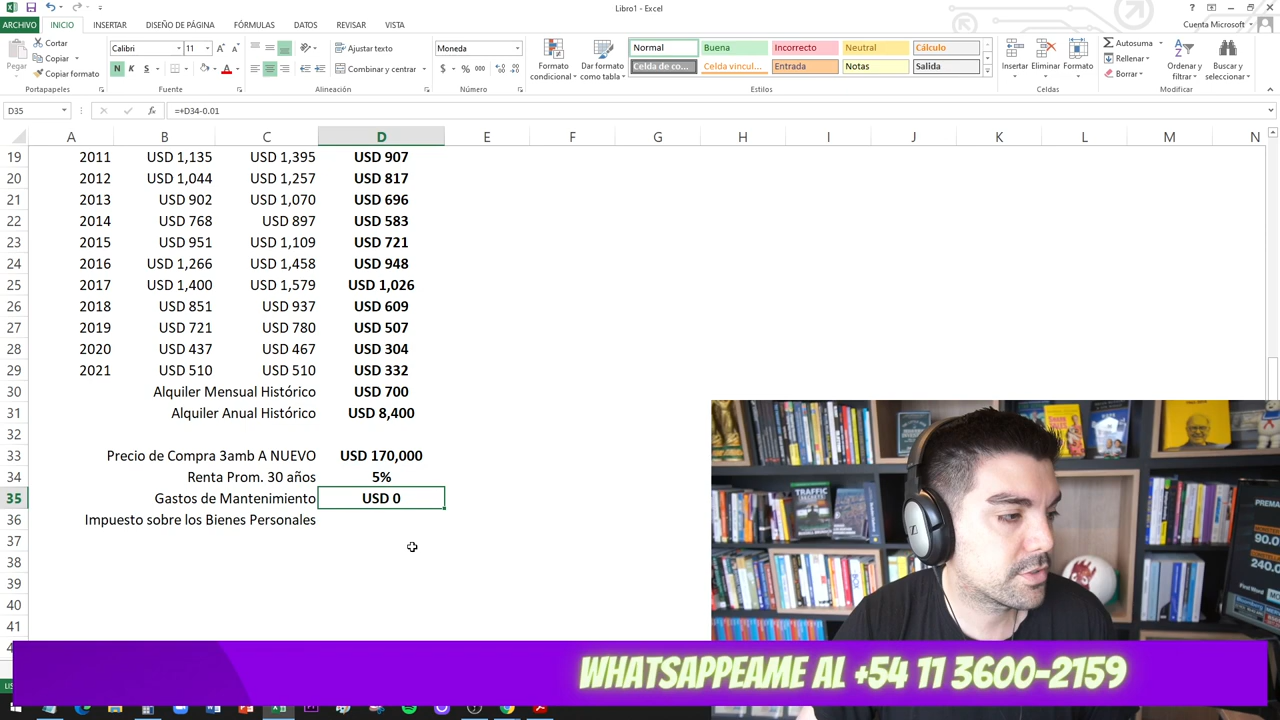 Libro1 - Excel
ARCHIVO INICIO INSERTAR DISEÑO DE PÁGINA FÓRMULAS DATOS REVISAR VISTA
Cuenta Microsoft
Pegar
Cortar
Copiar
Copiar formato
Portapapeles
Calibri 11
N K S
Fuente
Ajustar texto
Combinar y centrar
Alineación
Moneda
$ % 000
Número
Formato condicional
Dar formato como tabla
Normal Buena Incorrecto Neutral Cálculo
Celda de co... Celda vincul... Entrada Notas Salida
Estilos
Insertar Eliminar Formato
Celdas
Autosuma
Rellenar
Borrar
Ordenar y filtrar
Buscar y seleccionar
Modificar
D35 fx =+D34-0.01
A B C D E F G H I J K L M N
19 2011 USD 1,135 USD 1,395 USD 907
20 2012 USD 1,044 USD 1,257 USD 817
21 2013 USD 902 USD 1,070 USD 696
22 2014 USD 768 USD 897 USD 583
23 2015 USD 951 USD 1,109 USD 721
24 2016 USD 1,266 USD 1,458 USD 948
25 2017 USD 1,400 USD 1,579 USD 1,026
26 2018 USD 851 USD 937 USD 609
27 2019 USD 721 USD 780 USD 507
28 2020 USD 437 USD 467 USD 304
29 2021 USD 510 USD 510 USD 332
30 Alquiler Mensual Histórico USD 700
31 Alquiler Anual Histórico USD 8,400
32
33 Precio de Compra 3amb A NUEVO USD 170,000
34 Renta Prom. 30 años 5%
35 Gastos de Mantenimiento USD 0
36 Impuesto sobre los Bienes Personales
37
38
39
40
41
WHATSAPPEAME AL +54 11 3600-2159